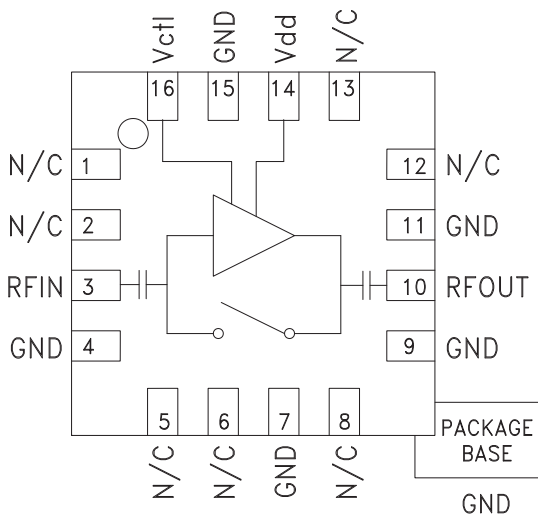 Vctl
GND
Vdd
N/C
16
15
14
13
N/C 1
12 N/C
N/C 2
11 GND
RFIN 3
10 RFOUT
GND 4
9 GND
5
6
7
8
N/C
N/C
GND
N/C
PACKAGE
BASE
GND